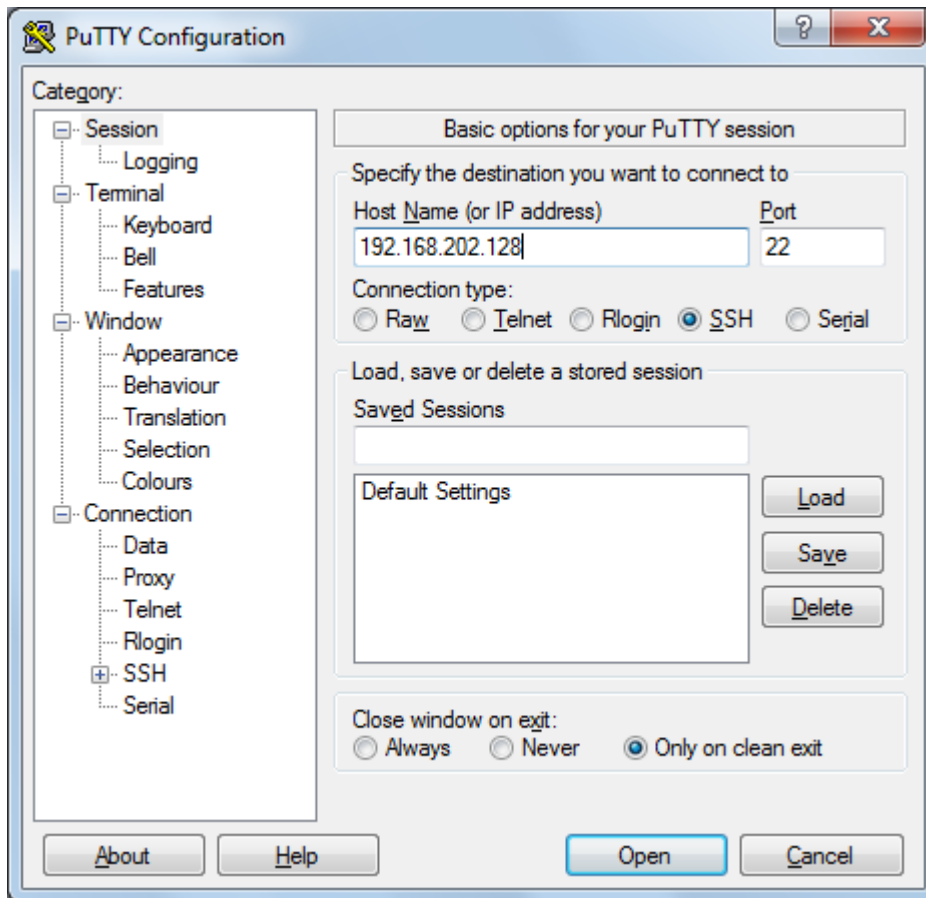 PuTTY Configuration
Category:
Session
Logging
Terminal
Keyboard
Bell
Features
Window
Appearance
Behaviour
Translation
Selection
Colours
Connection
Data
Proxy
Telnet
Rlogin
SSH
Serial
Basic options for your PuTTY session
Specify the destination you want to connect to
Host Name (or IP address) Port
192.168.202.128 22
Connection type:
Raw Telnet Rlogin SSH Serial
Load, save or delete a stored session
Saved Sessions
Default Settings
Load
Save
Delete
Close window on exit:
Always Never Only on clean exit
About Help Open Cancel